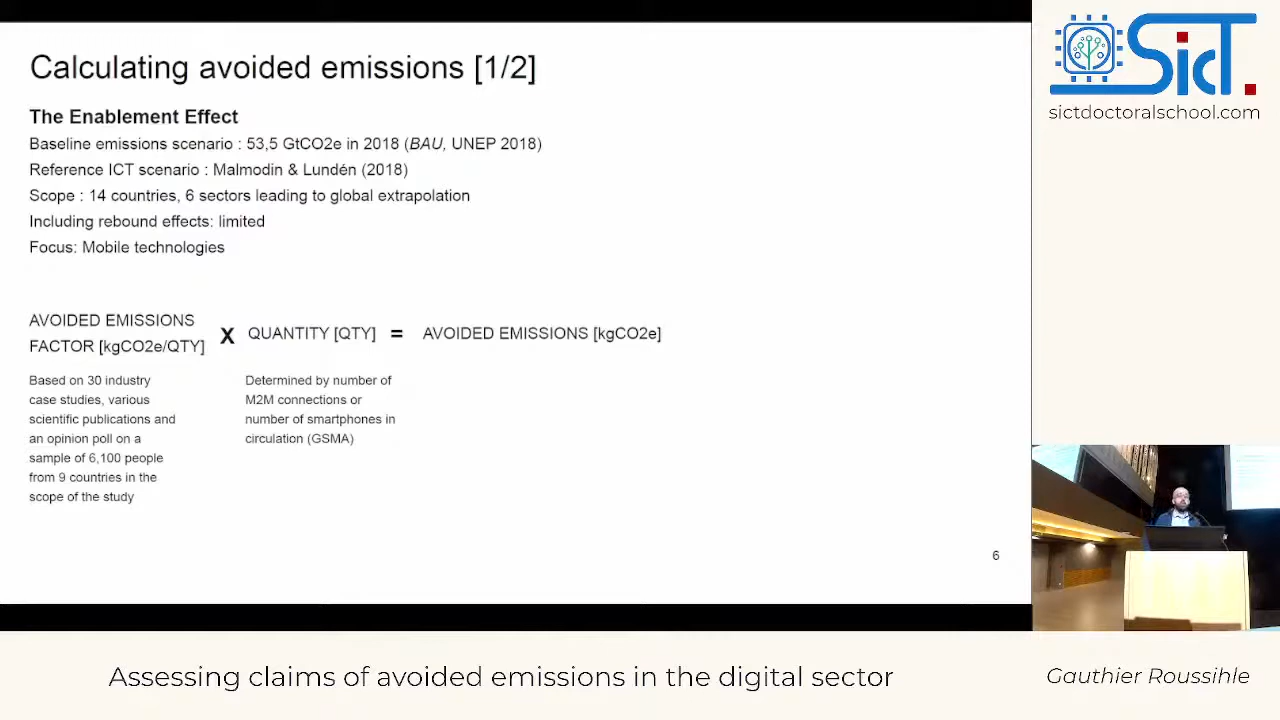 Calculating avoided emissions [1/2]
The Enablement Effect
Baseline emissions scenario : 53,5 GtCO2e in 2018 (BAU, UNEP 2018)
Reference ICT scenario : Malmodin & Lundén (2018)
Scope : 14 countries, 6 sectors leading to global extrapolation
Including rebound effects: limited
Focus: Mobile technologies
AVOIDED EMISSIONS
FACTOR [kgCO2e/QTY]
X
QUANTITY [QTY]
=
AVOIDED EMISSIONS [kgCO2e]
Based on 30 industry
case studies, various
scientific publications and
an opinion poll on a
sample of 6,100 people
from 9 countries in the
scope of the study
Determined by number of
M2M connections or
number of smartphones in
circulation (GSMA)
6
SicT.
sictdoctoralschool.com
Assessing claims of avoided emissions in the digital sector
Gauthier Roussihle